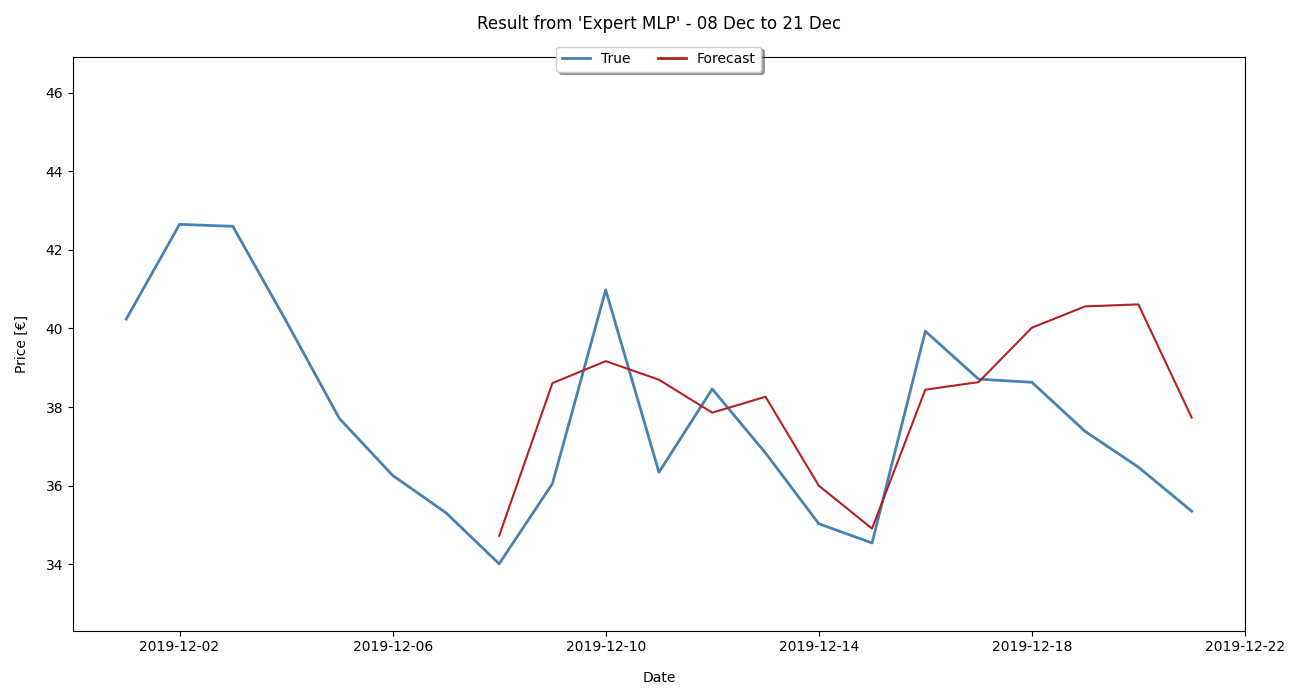 Result from 'Expert MLP' - 08 Dec to 21 Dec
True Forecast
46
44
42
40
38
36
34
Price [€]
2019-12-02 2019-12-06 2019-12-10 2019-12-14 2019-12-18 2019-12-22
Date